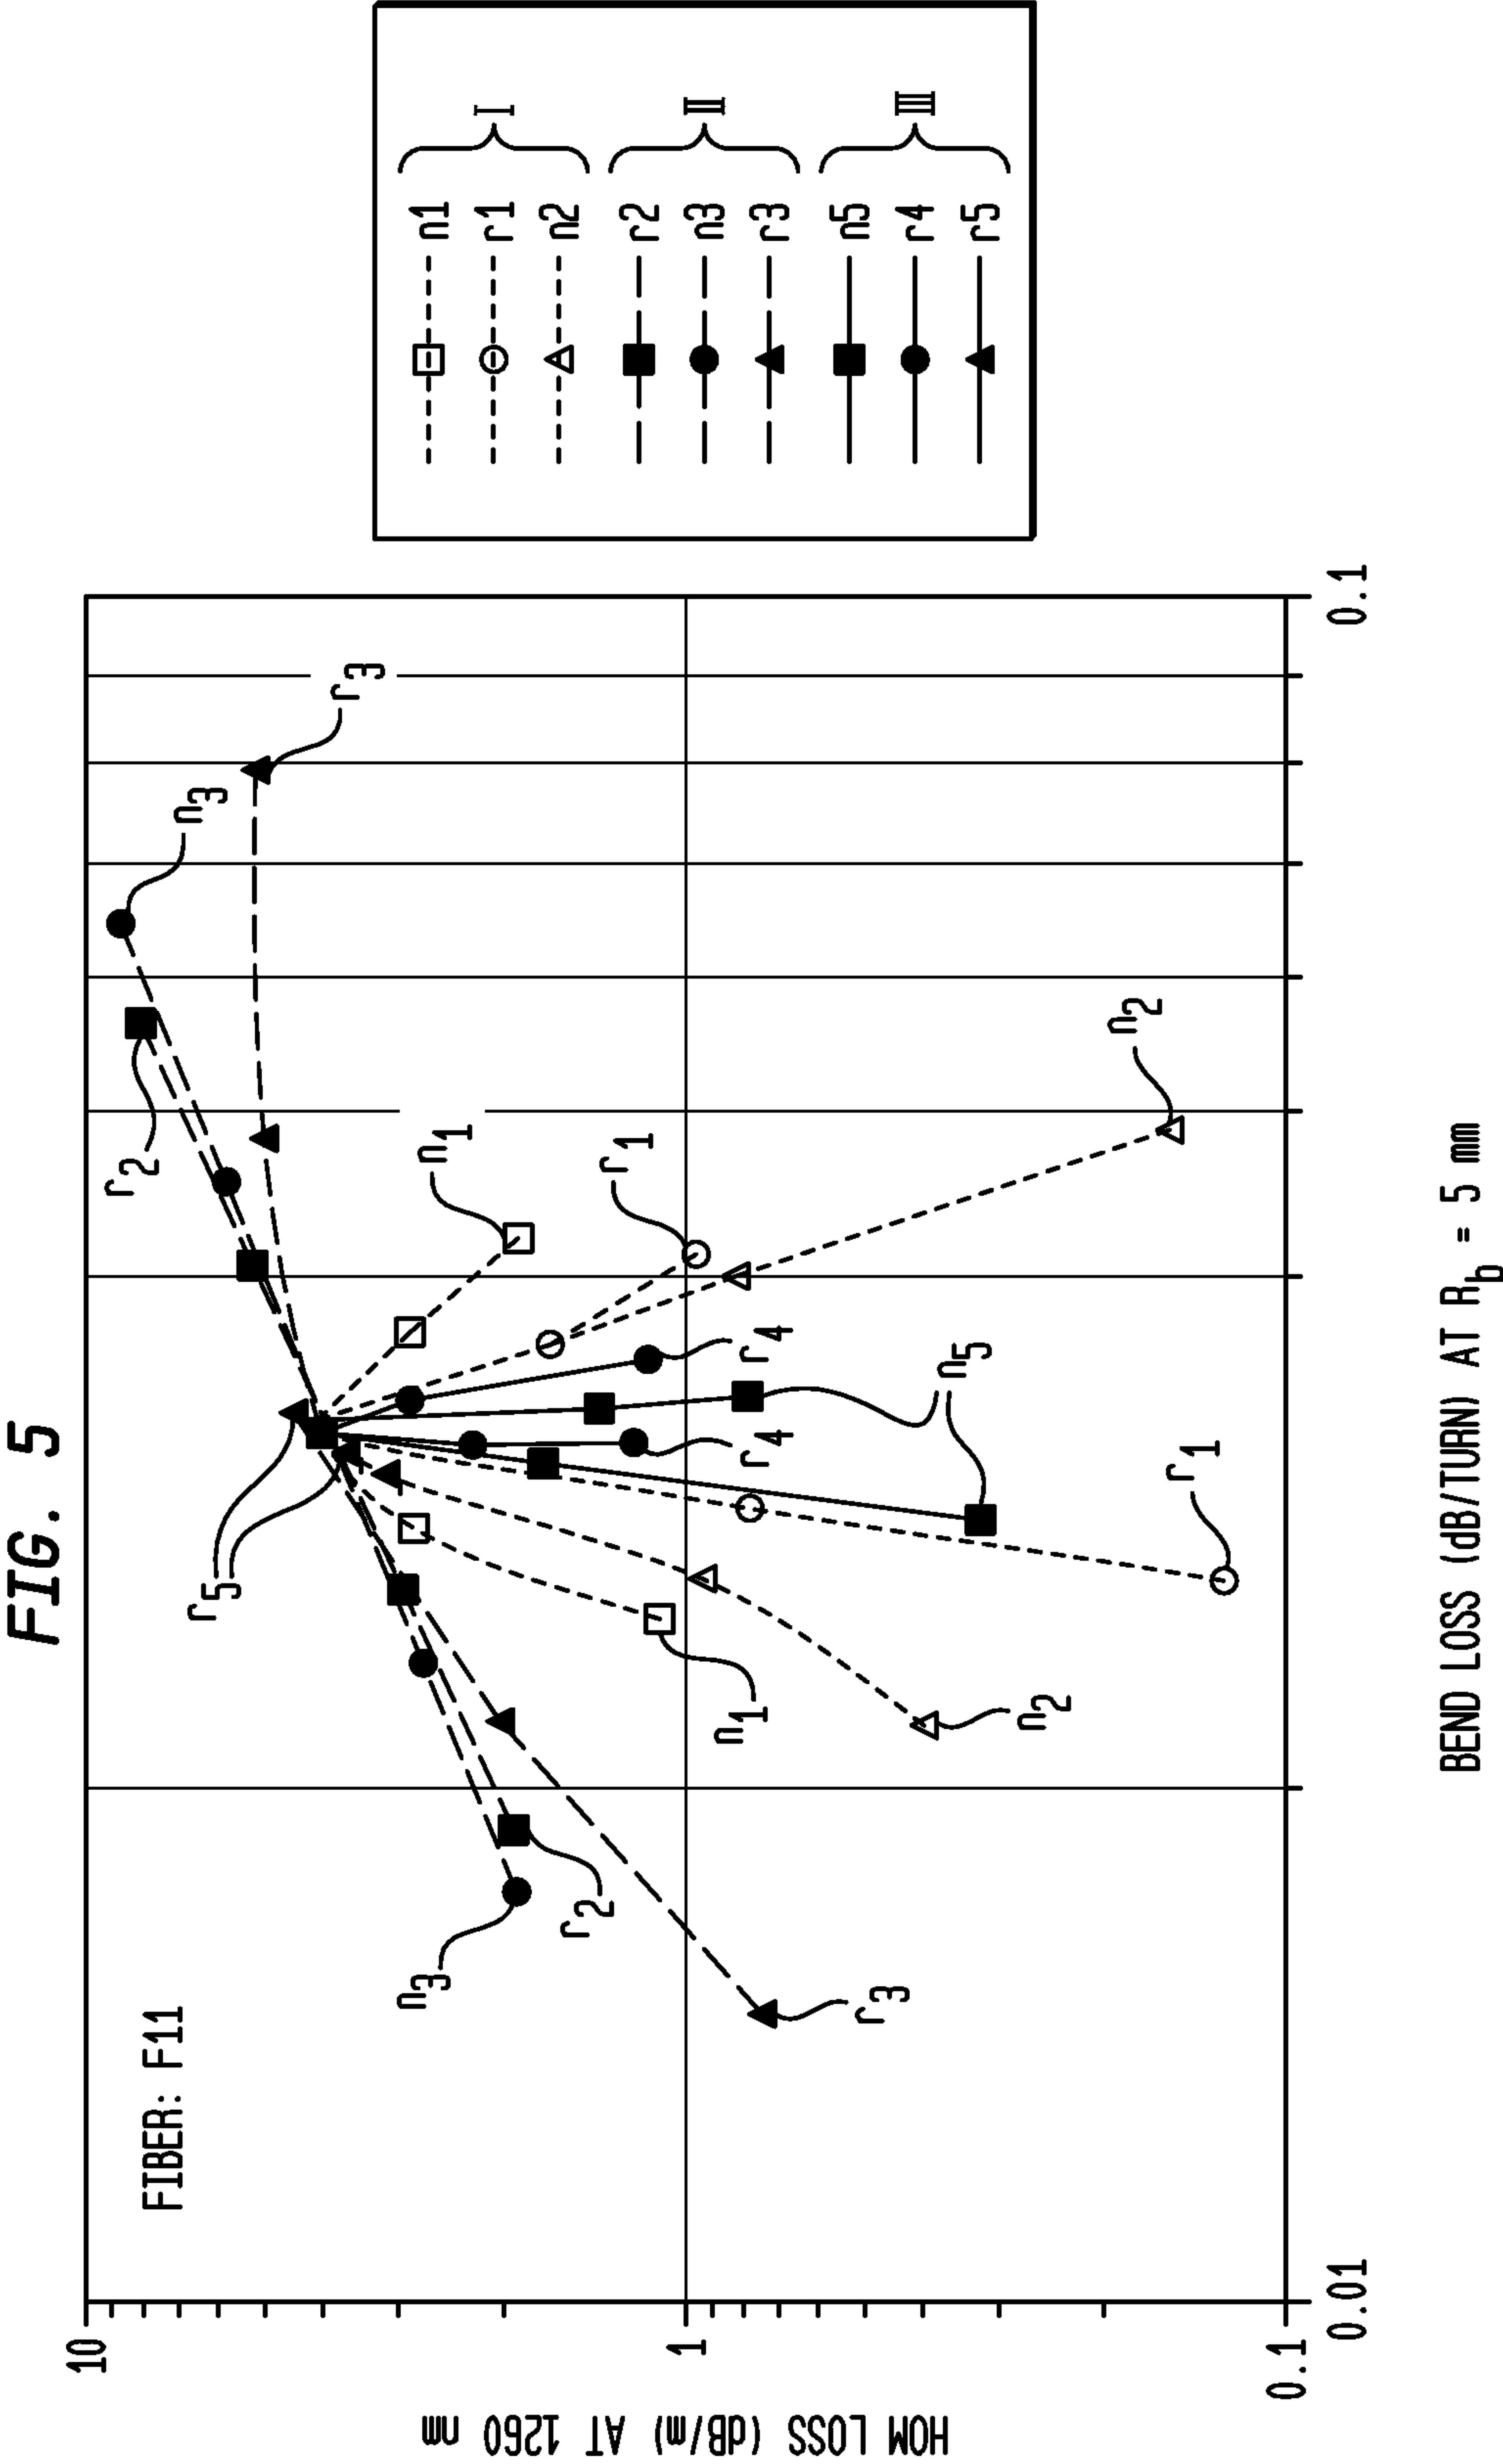 FIG. 5
FIBER: F11
HOM LOSS (dB/m) AT 1260 nm
10
1
0.1
0.01
0.1
BEND LOSS (dB/TURN) AT Rb = 5 mm
n3
r2
r3
r5
n1
n2
r1
n5
r4
r4
r1
n1
n2
r2
n3
r3
n1
r1
n2
I
r2
n3
r3
II
n5
r4
r5
III